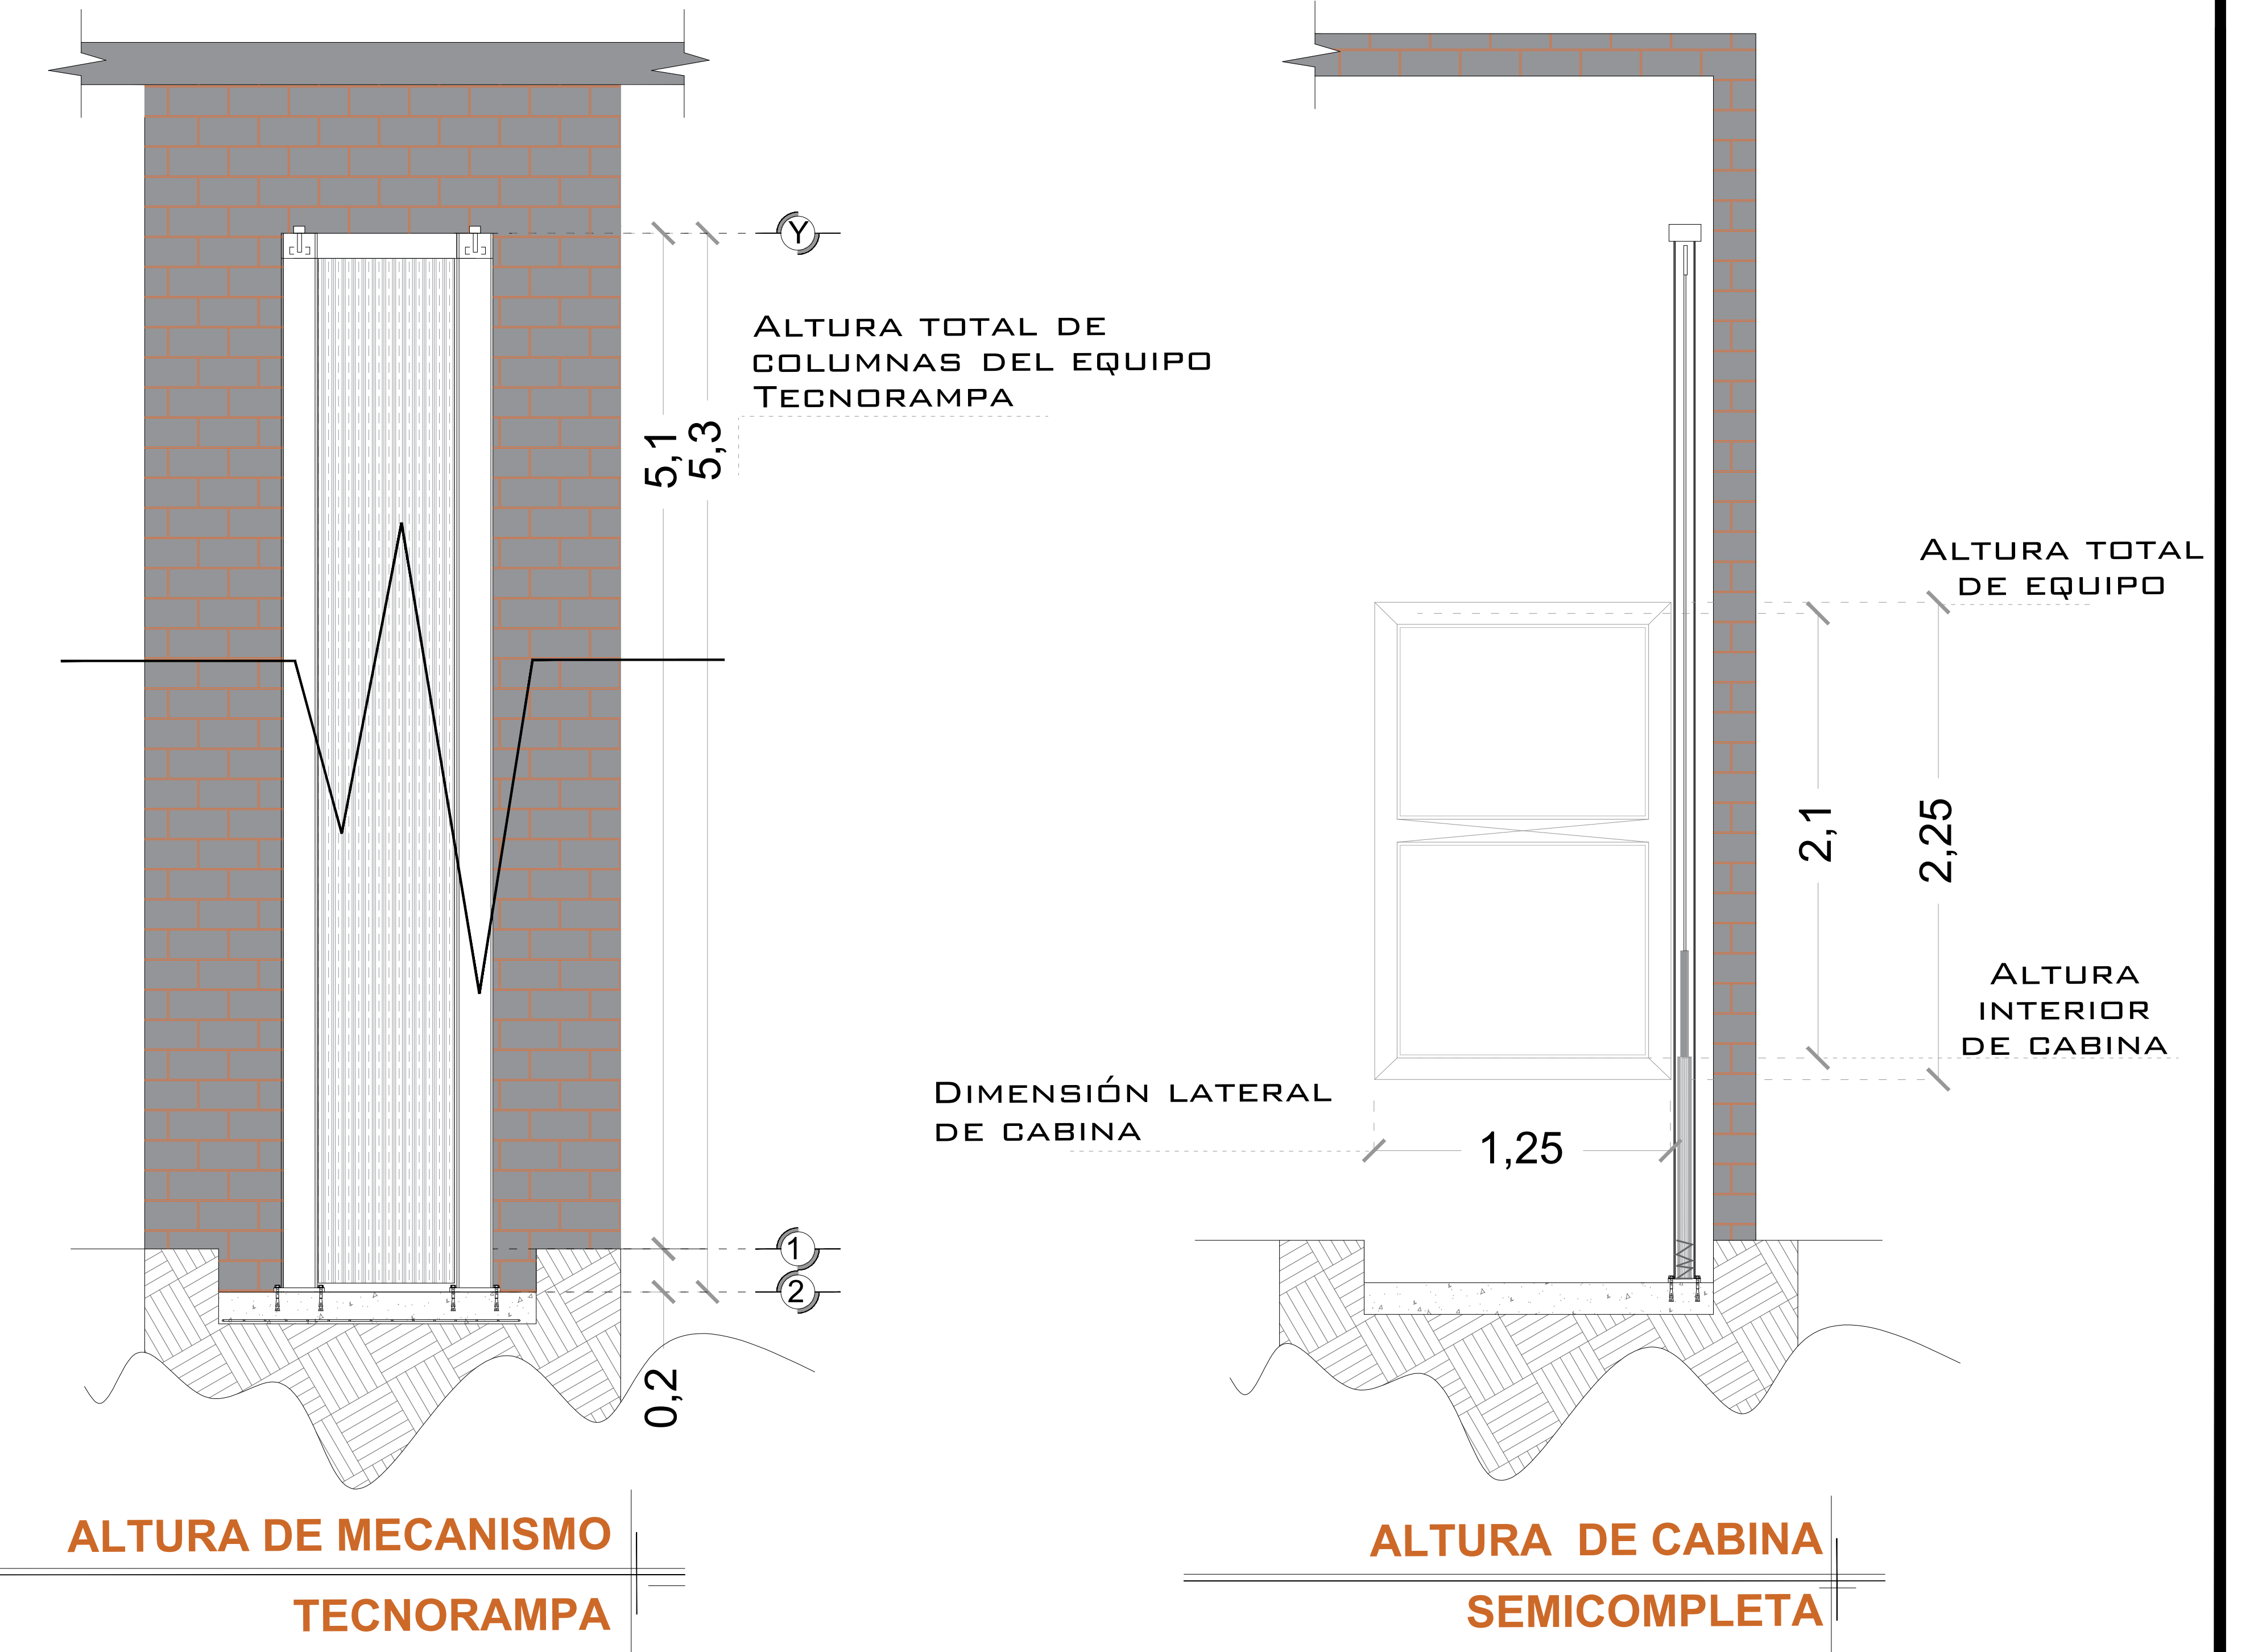 Y
ALTURA TOTAL DE
COLUMNAS DEL EQUIPO
TECNORAMPA
5,1
5,3
1
2
0,2
ALTURA DE MECANISMO
TECNORAMPA
ALTURA TOTAL
DE EQUIPO
2,1
2,25
ALTURA
INTERIOR
DE CABINA
DIMENSIÓN LATERAL
DE CABINA
1,25
ALTURA DE CABINA
SEMICOMPLETA